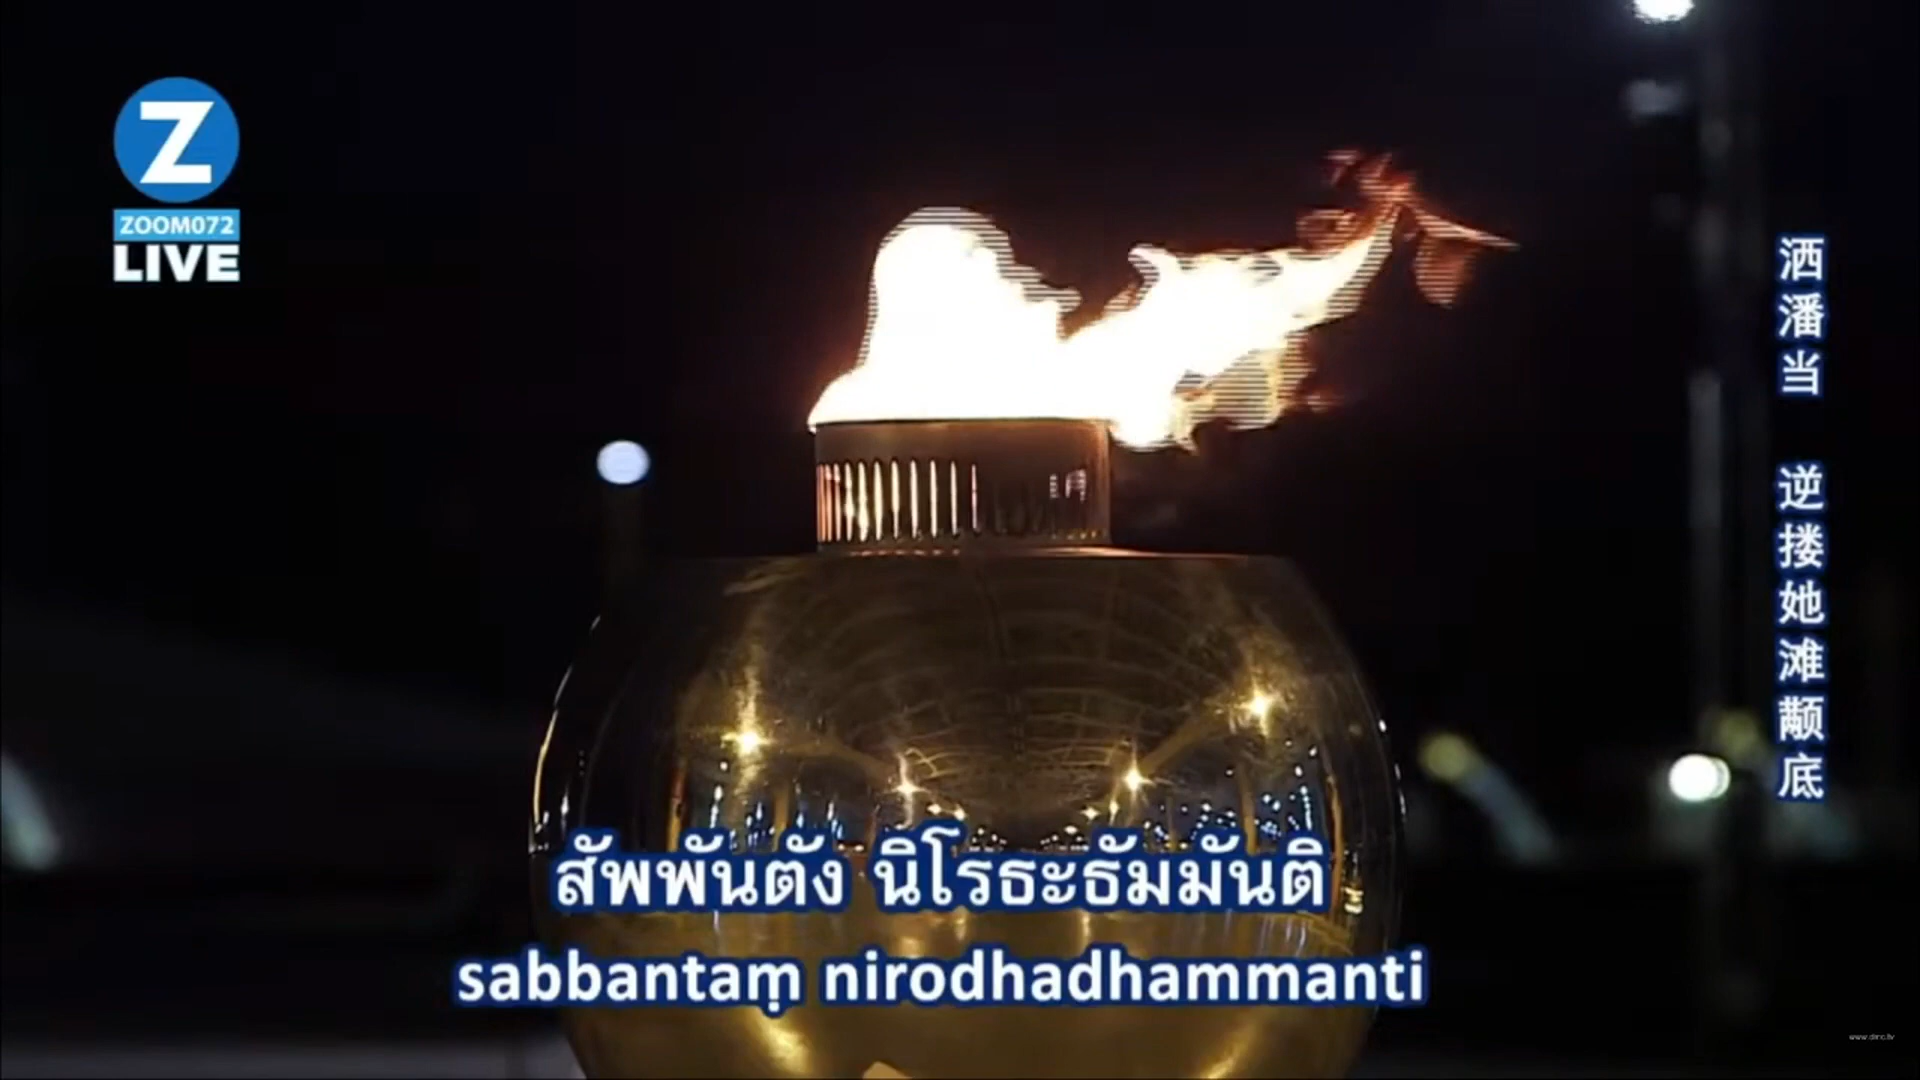 Z
ZOOM072
LIVE
洒潘当 逆搂她滩颟底
สัพพันตัง นิโรธะธัมมันติ
sabbantaṃ nirodhadhammanti